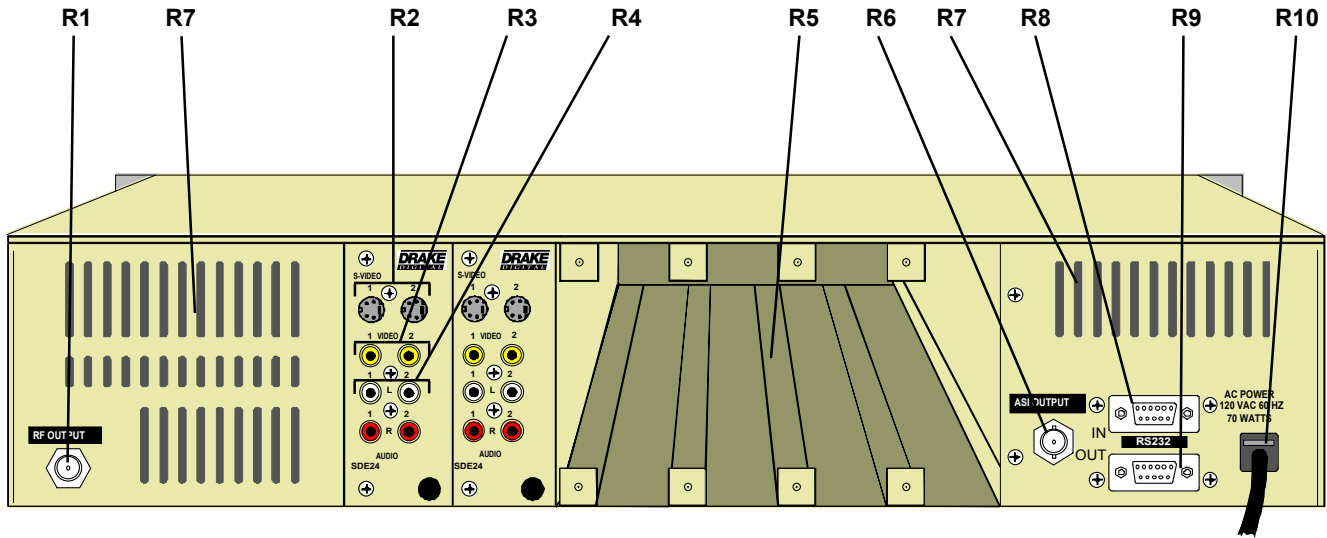 R1 R7 R2 R3 R4 R5 R6 R7 R8 R9 R10
DRAKE
DIGITAL
S-VIDEO
1 2
1 VIDEO 2
1 2
L
1 2
R
AUDIO
SDE24
DRAKE
DIGITAL
S-VIDEO
1 2
1 VIDEO 2
1 2
L
1 2
R
AUDIO
SDE24
RF OUTPUT
ASI OUTPUT
IN
RS232
OUT
AC POWER
120 VAC 60 HZ
70 WATTS